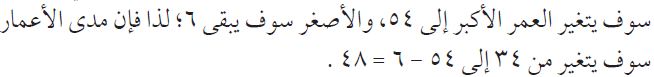 سوف يتغير العمر الأكبر إلى ٥٤، والأصغر سوف يبقى ٦؛ لذا فإن مدى الأعمار
سوف يتغير من ٣٤ إلى ٥٤ − ٦ = ٤٨ .